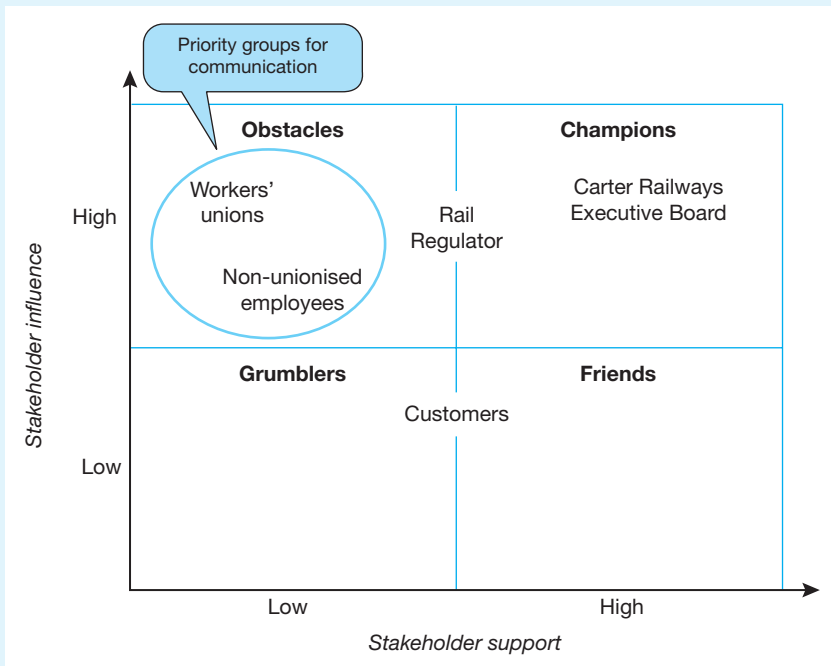 Priority groups for
communication
Obstacles
Champions
Workers’
unions
Carter Railways
Executive Board
High
Rail
Regulator
Non-unionised
employees
Stakeholder influence
Grumblers
Friends
Customers
Low
Low
High
Stakeholder support